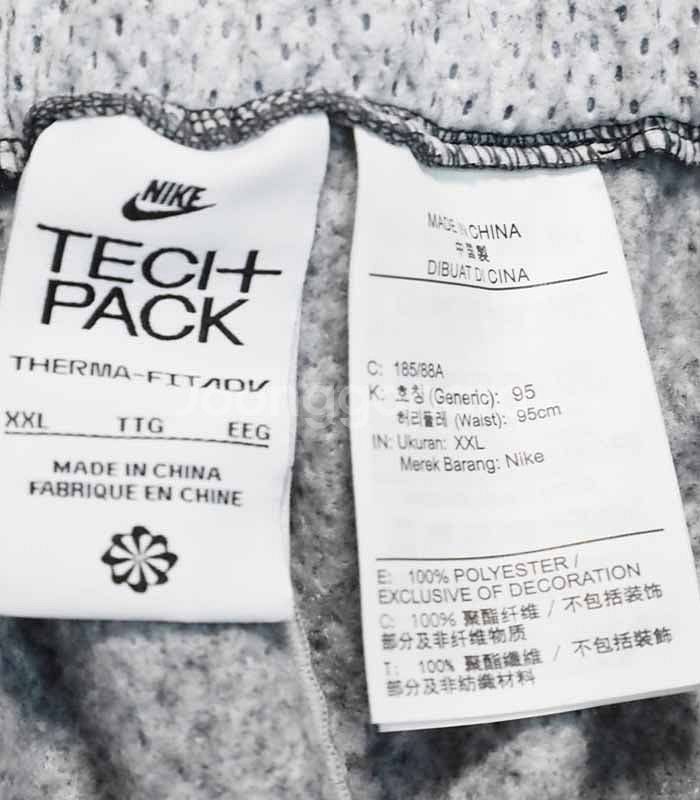 NIKE
TECH
PACK
THERMA-FIT ADV
XXL TTG EEG
MADE IN CHINA
FABRIQUE EN CHINE
MADE IN CHINA
中国製
DIBUAT DI CINA
C: 185/88A
K: 호칭 (Generic): 95
허리둘레 (Waist): 95cm
IN: Ukuran: XXL
Merek Barang: Nike
E: 100% POLYESTER /
EXCLUSIVE OF DECORATION
C: 100% 聚酯纤维 / 不包括装饰
部分及非纤维物质
T: 100% 聚酯纖維 / 不包括裝飾
部分及非紡織材料